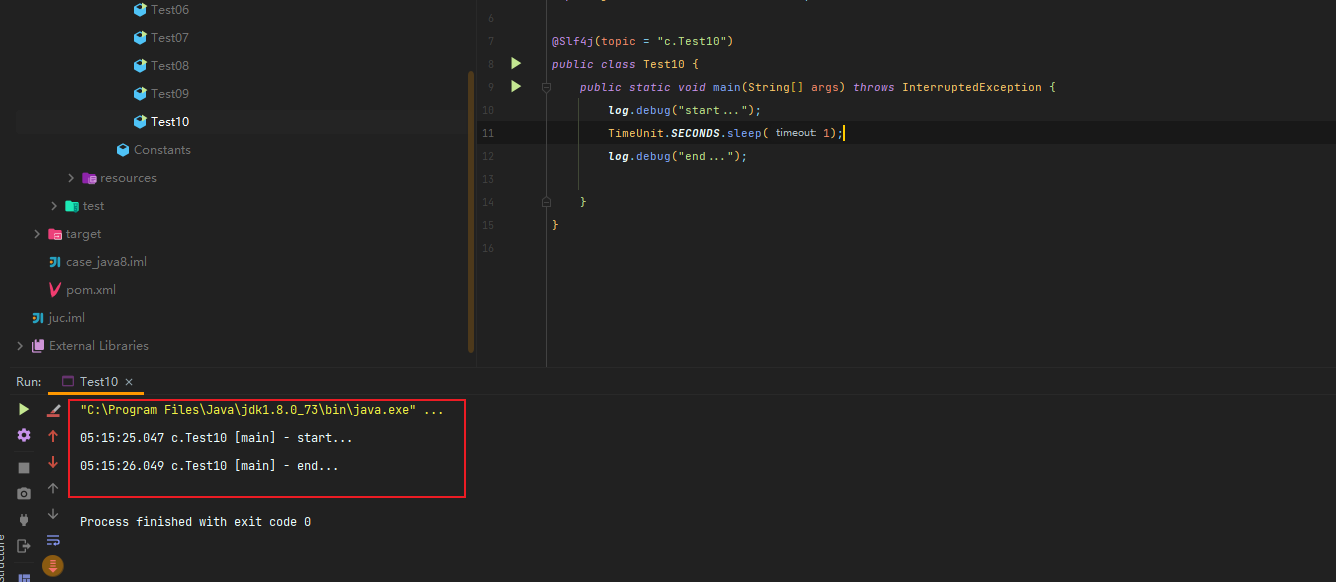 Test06
Test07
Test08
Test09
Test10
Constants
resources
test
target
case_java8.iml
pom.xml
juc.iml
External Libraries
6
7 @Slf4j(topic = "c.Test10")
8 public class Test10 {
9 public static void main(String[] args) throws InterruptedException {
10 log.debug("start...");
11 TimeUnit.SECONDS.sleep( timeout: 1);
12 log.debug("end...");
13
14 }
15 }
16
Run: Test10 ×
"C:\Program Files\Java\jdk1.8.0_73\bin\java.exe" ...
05:15:25.047 c.Test10 [main] - start...
05:15:26.049 c.Test10 [main] - end...
Process finished with exit code 0